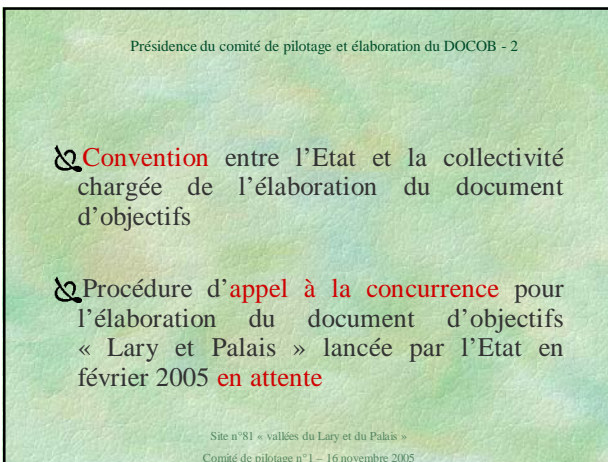 Présidence du comité de pilotage et élaboration du DOCOB - 2
Convention entre l’Etat et la collectivité
chargée de l’élaboration du document
d’objectifs
Procédure d’appel à la concurrence pour
l’élaboration du document d’objectifs
« Lary et Palais » lancée par l’Etat en
février 2005 en attente
Site n°81 « vallées du Lary et du Palais »
Comité de pilotage n°1 – 16 novembre 2005